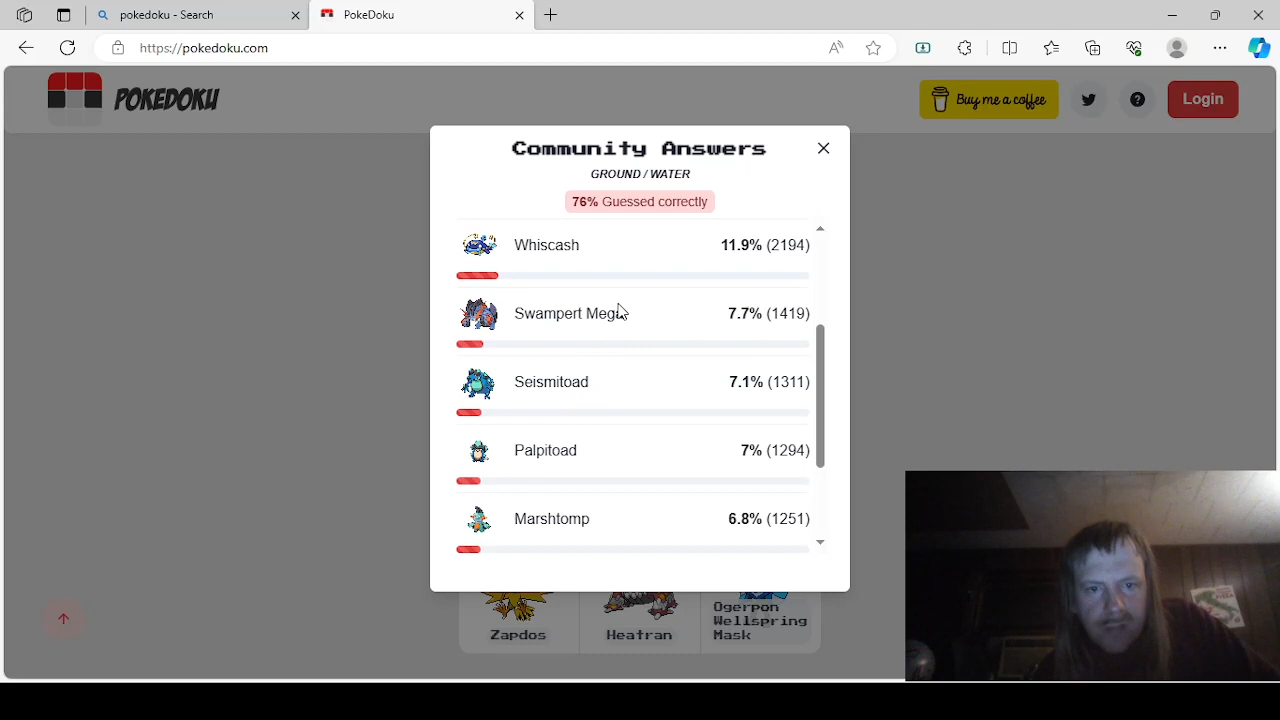 pokedoku - Search
PokeDoku
https://pokedoku.com
POKEDOKU
Buy me a coffee
Login
Community Answers
GROUND / WATER
76% Guessed correctly
Whiscash 11.9% (2194)
Swampert Mega 7.7% (1419)
Seismitoad 7.1% (1311)
Palpitoad 7% (1294)
Marshtomp 6.8% (1251)
Zapdos
Heatran
Ogerpon
Wellspring
Mask